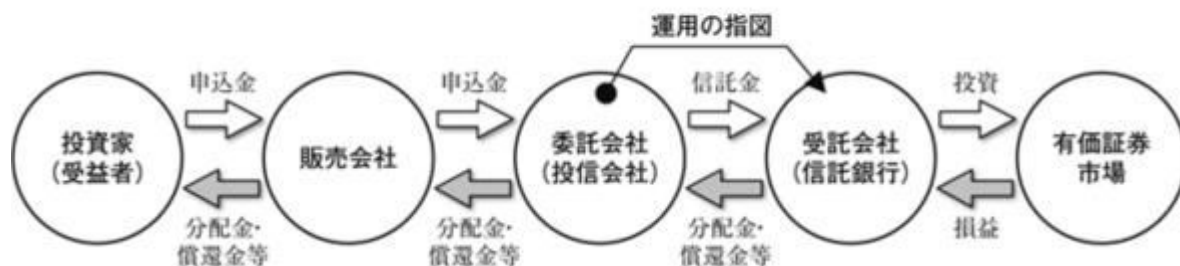 運用の指図
申込金
申込金
信託金
投資
投資家
(受益者)
販売会社
委託会社
(投信会社)
受託会社
(信託銀行)
有価証券
市場
分配金・
償還金等
分配金・
償還金等
分配金・
償還金等
損益